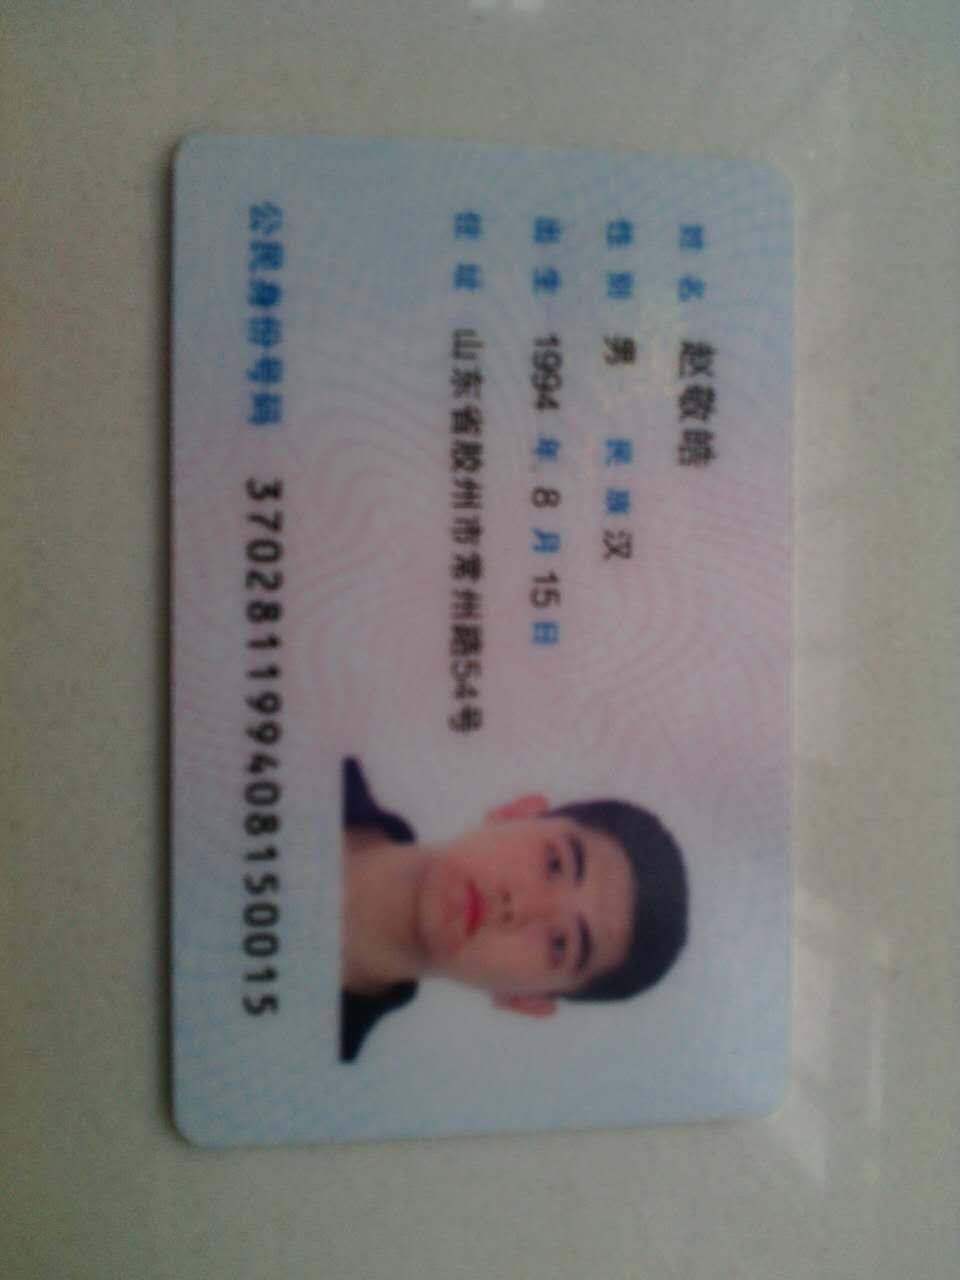 姓名 赵敬皓
性别 男 民族 汉
出生 1994 年 8 月 15 日
住址 山东省胶州市常州路54号
公民身份号码 370281199408150015